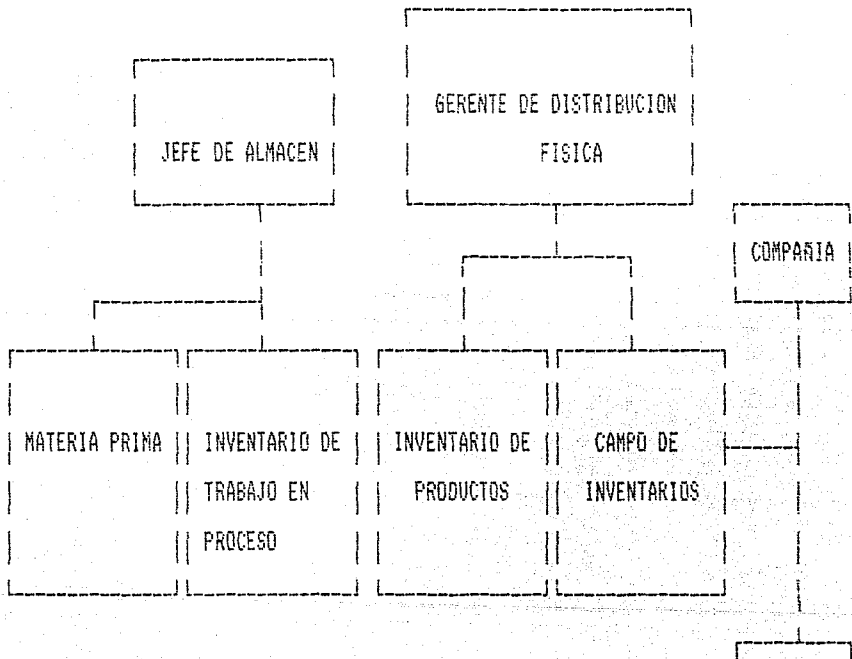 JEFE DE ALMACEN
GERENTE DE DISTRIBUCION
FISICA
COMPAÑIA
MATERIA PRIMA
INVENTARIO DE
TRABAJO EN
PROCESO
INVENTARIO DE
PRODUCTOS
CAMPO DE
INVENTARIOS